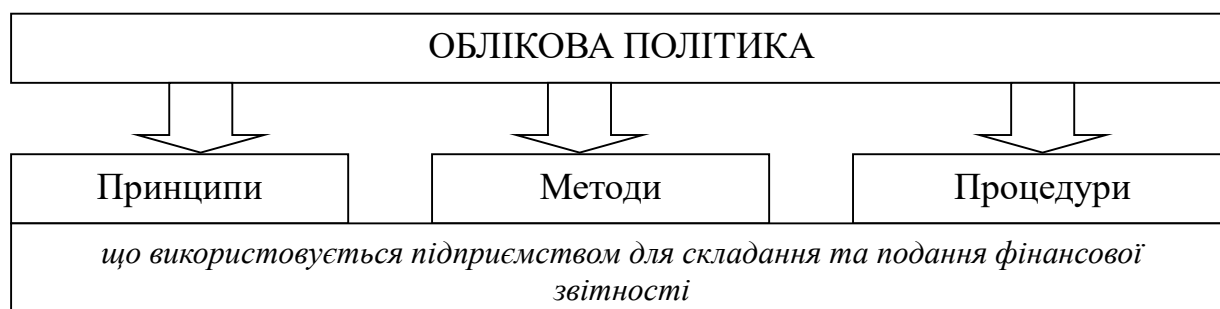 ОБЛІКОВА ПОЛІТИКА
Принципи
Методи
Процедури
що використовується підприємством для складання та подання фінансової
звітності